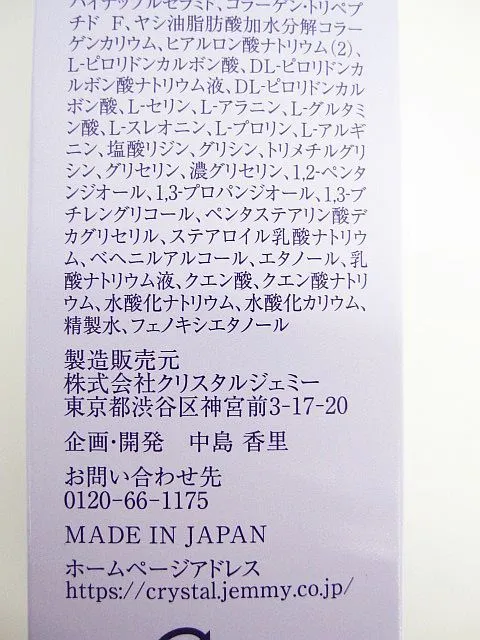 パイナップルセラミド、コラーゲン・トリペプ
チド F、ヤシ油脂肪酸加水分解コラー
ゲンカリウム、ヒアルロン酸ナトリウム(2)、
L-ピロリドンカルボン酸、DL-ピロリドンカ
ルボン酸ナトリウム液、DL-ピロリドンカル
ボン酸、L-セリン、L-アラニン、L-グルタミ
ン酸、L-スレオニン、L-プロリン、L-アルギ
ニン、塩酸リジン、グリシン、トリメチルグリ
シン、グリセリン、濃グリセリン、1,2-ペンタ
ンジオール、1,3-プロパンジオール、1,3-ブ
チレングリコール、ペンタステアリン酸デ
カグリセリル、ステアロイル乳酸ナトリウ
ム、ベヘニルアルコール、エタノール、乳
酸ナトリウム液、クエン酸、クエン酸ナトリ
ウム、水酸化ナトリウム、水酸化カリウム、
精製水、フェノキシエタノール
製造販売元
株式会社クリスタルジェミー
東京都渋谷区神宮前3-17-20
企画・開発 中島 香里
お問い合わせ先
0120-66-1175
MADE IN JAPAN
ホームページアドレス
https://crystal.jemmy.co.jp/